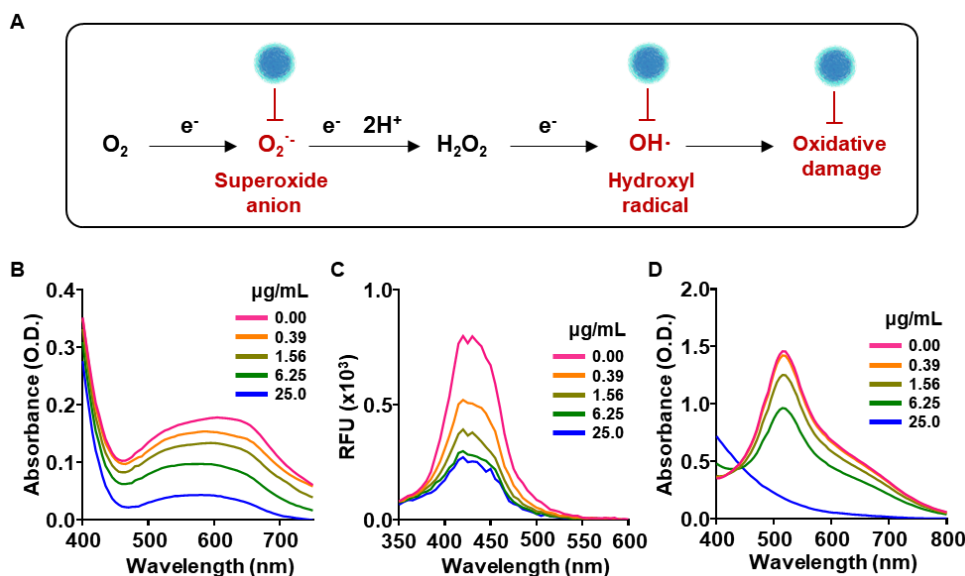 A
e- e- 2H+ e-
O2 O2·- H2O2 OH· Oxidative
damage
Superoxide
anion
Hydroxyl
radical
B
Absorbance (O.D.)
0.4
0.3
0.2
0.1
0.0
400 500 600 700
Wavelength (nm)
µg/mL
0.00
0.39
1.56
6.25
25.0
C
RFU (x10³)
1.0
0.5
0.0
350 400 450 500 550 600
Wavelength (nm)
µg/mL
0.00
0.39
1.56
6.25
25.0
D
Absorbance (O.D.)
2.0
1.5
1.0
0.5
0.0
400 500 600 700 800
Wavelength (nm)
µg/mL
0.00
0.39
1.56
6.25
25.0